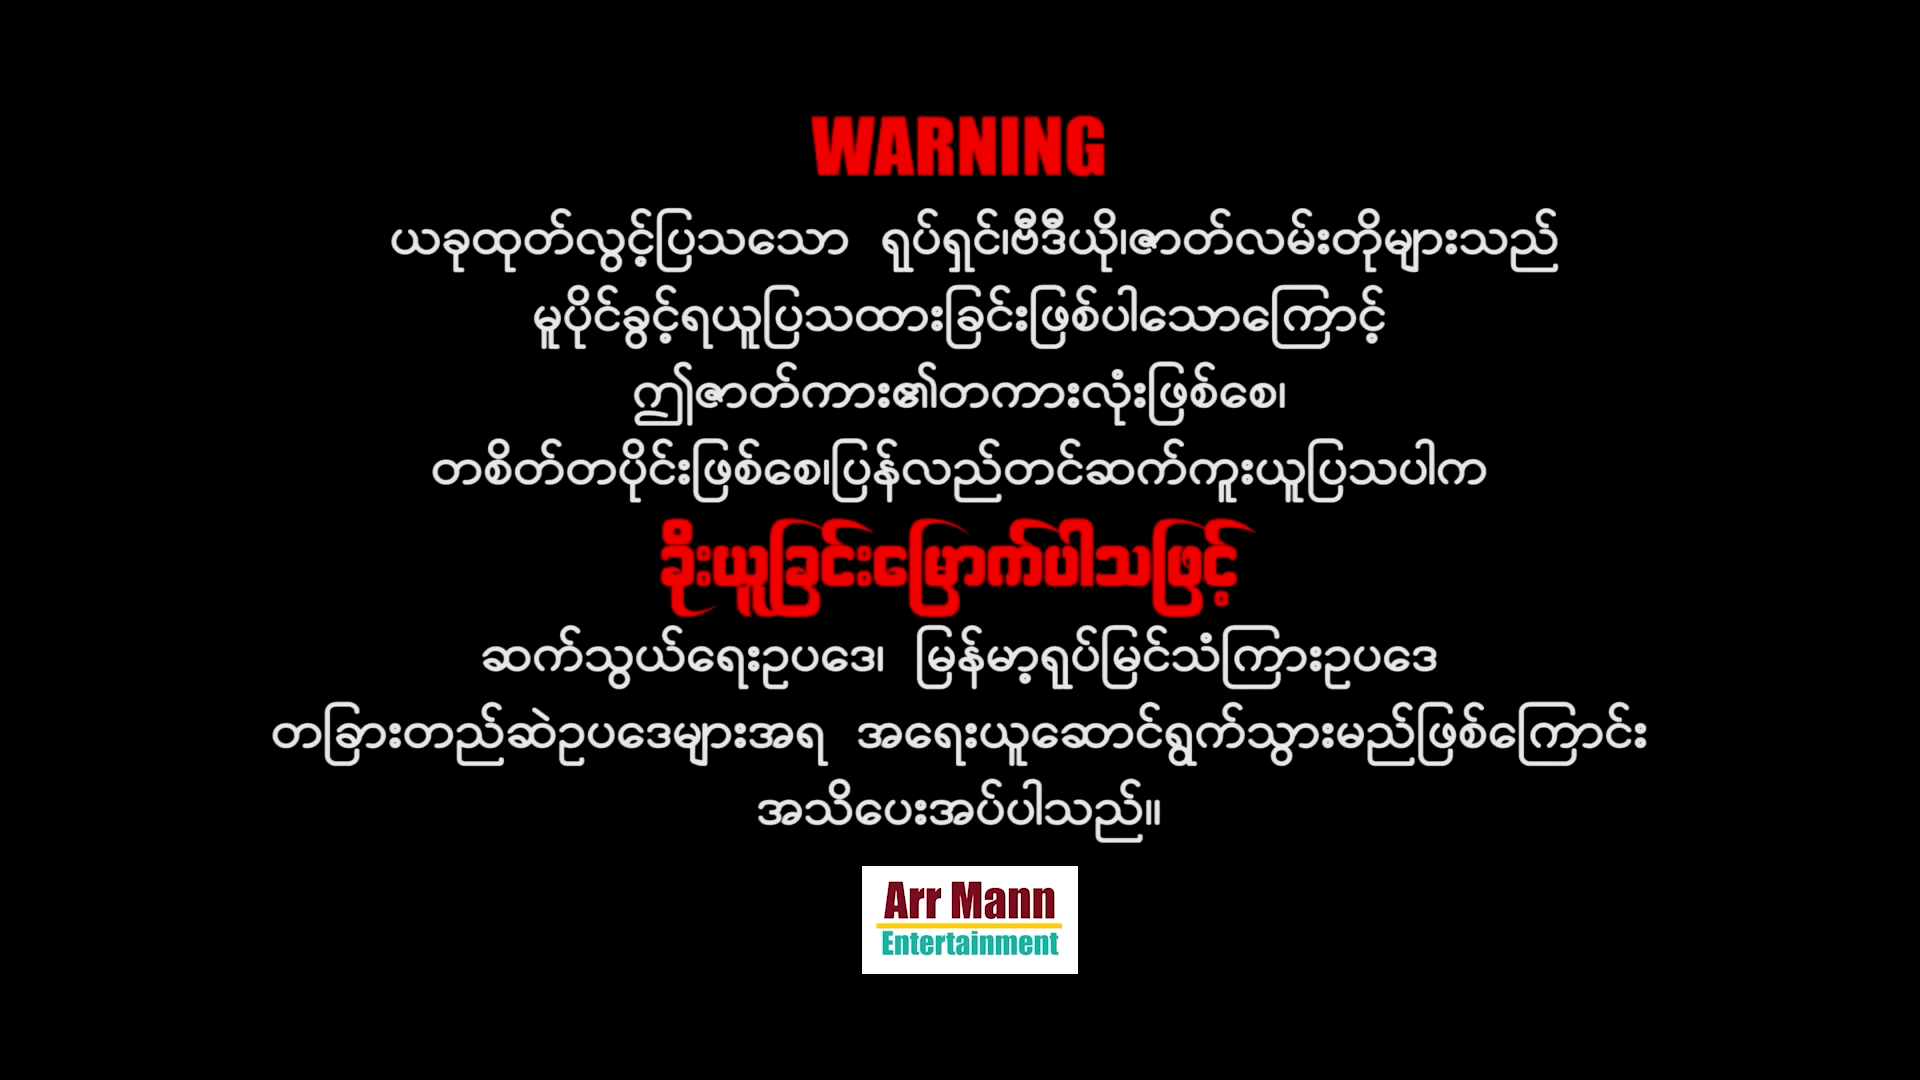 WARNING
ယခုထုတ်လွင့်ပြသသော ရုပ်ရှင်၊ဗီဒီယို၊ဇာတ်လမ်းတိုများသည်
မူပိုင်ခွင့်ရယူပြသထားခြင်းဖြစ်ပါသောကြောင့်
ဤဇာတ်ကား၏တကားလုံးဖြစ်စေ၊
တစိတ်တပိုင်းဖြစ်စေ၊ပြန်လည်တင်ဆက်ကူးယူပြသပါက
ခိုးယူခြင်းမြောက်ပါသဖြင့်
ဆက်သွယ်ရေးဥပဒေ၊ မြန်မာ့ရုပ်မြင်သံကြားဥပဒေ
တခြားတည်ဆဲဥပဒေများအရ အရေးယူဆောင်ရွက်သွားမည်ဖြစ်ကြောင်း
အသိပေးအပ်ပါသည်။
Arr Mann
Entertainment